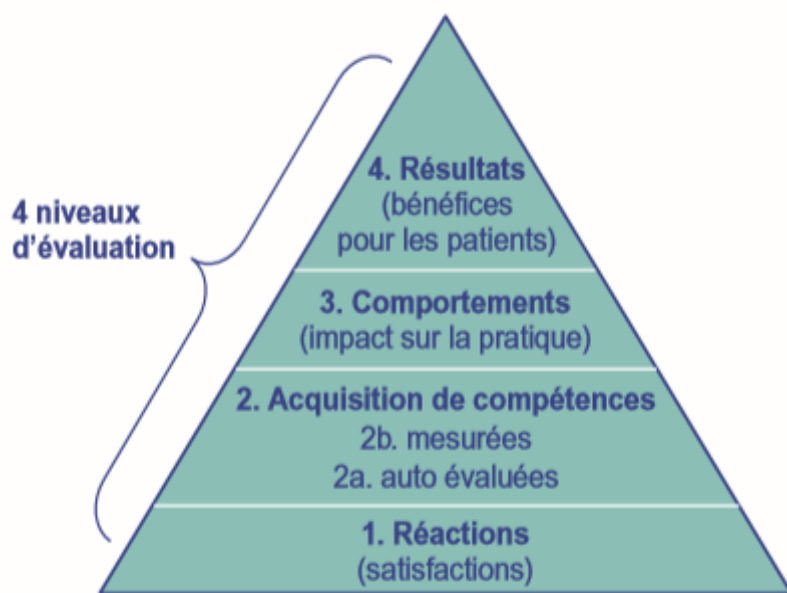 4 niveaux
d'évaluation
4. Résultats
(bénéfices
pour les patients)
3. Comportements
(impact sur la pratique)
2. Acquisition de compétences
2b. mesurées
2a. auto évaluées
1. Réactions
(satisfactions)